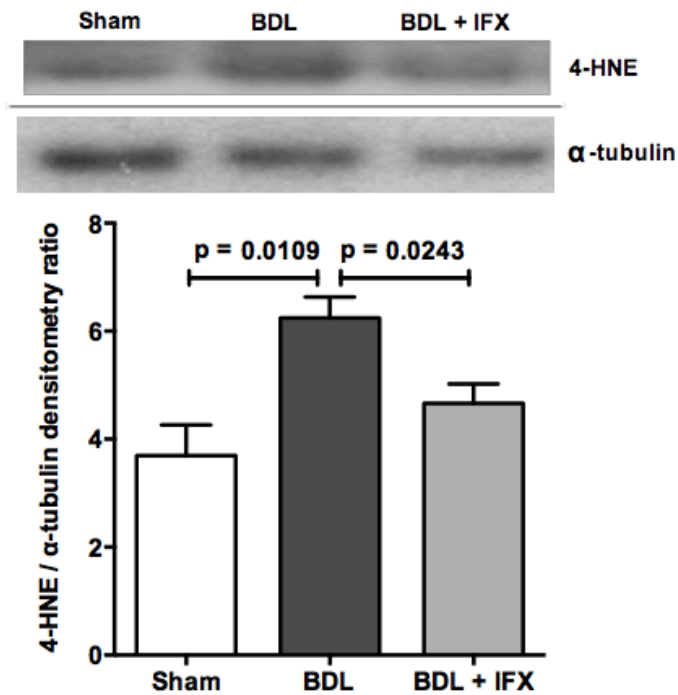 Sham BDL BDL + IFX
4-HNE
α-tubulin
8
p = 0.0109 p = 0.0243
6
4
2
0
4-HNE / α-tubulin densitometry ratio
Sham BDL BDL + IFX